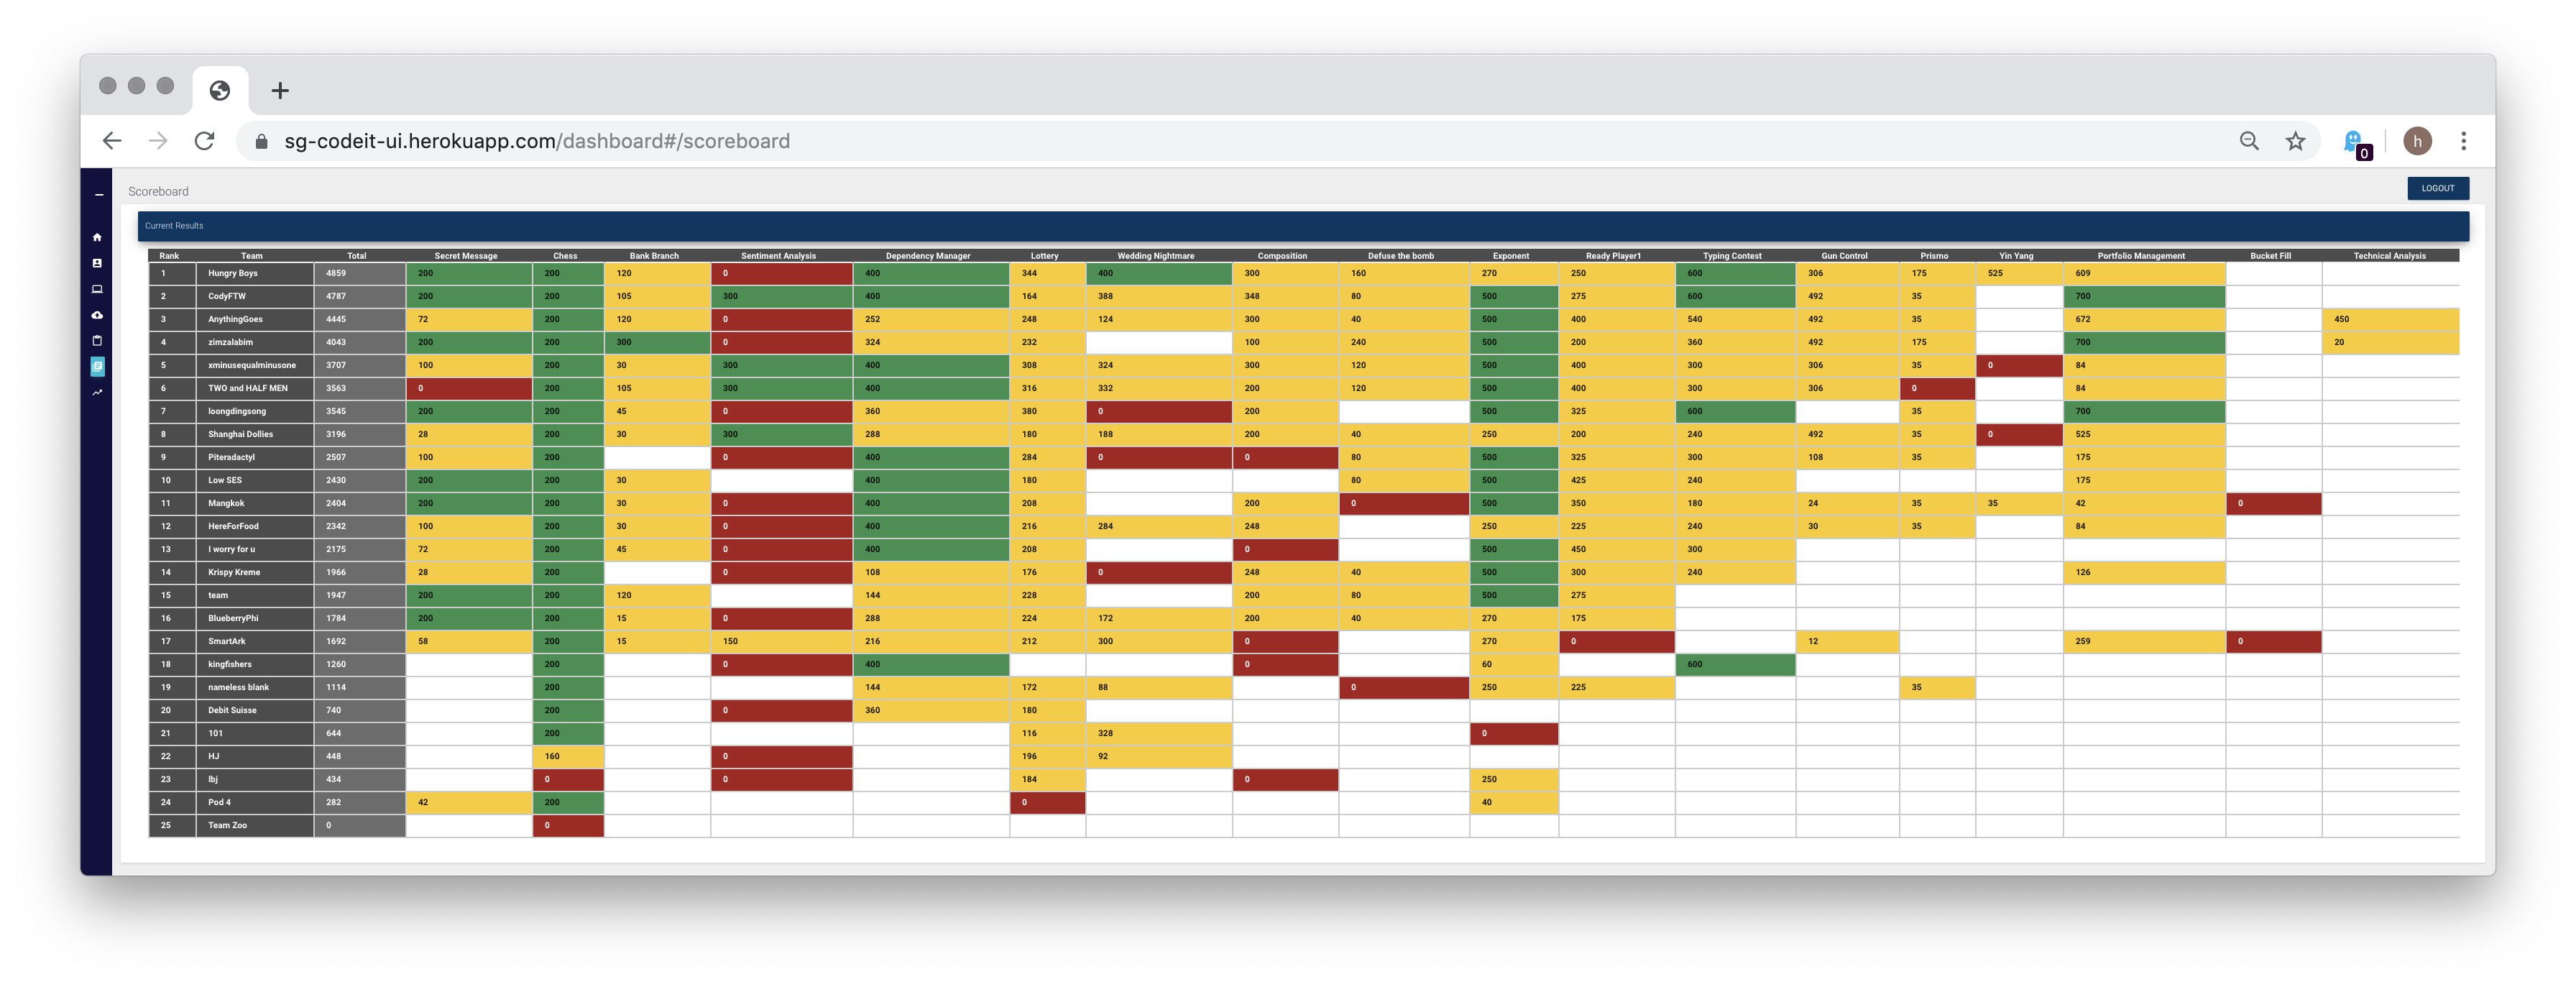 sg-codeit-ui.herokuapp.com/dashboard#/scoreboard
0
h
Scoreboard
LOGOUT
Current Results
Rank Team Total Secret Message Chess Bank Branch Sentiment Analysis Dependency Manager Lottery Wedding Nightmare Composition Defuse the bomb Exponent Ready Player1 Typing Contest Gun Control Prismo Yin Yang Portfolio Management Bucket Fill Technical Analysis
1 Hungry Boys 4859 200 200 120 0 400 344 400 300 160 270 250 600 306 175 525 609
2 CodyFTW 4787 200 200 105 300 400 164 388 348 80 500 275 600 492 35 700
3 AnythingGoes 4445 72 200 120 0 252 248 124 300 40 500 400 540 492 35 672 450
4 zimzalabim 4043 200 200 300 0 324 232 100 240 500 200 360 492 175 700 20
5 xminusequalminusone 3707 100 200 30 300 400 308 324 300 120 500 400 300 306 35 0 84
6 TWO and HALF MEN 3563 0 200 105 300 400 316 332 200 120 500 400 300 306 0 84
7 loongdingsong 3545 200 200 45 0 360 380 0 200 500 325 600 35 700
8 Shanghai Dollies 3196 28 200 30 300 288 180 188 200 40 250 200 240 492 35 0 525
9 Piteradactyl 2507 100 200 0 400 284 0 0 80 500 325 300 108 35 175
10 Low SES 2430 200 200 30 400 180 80 500 425 240 175
11 Mangkok 2404 200 200 30 0 400 208 200 0 500 350 180 24 35 35 42 0
12 HereForFood 2342 100 200 30 0 400 216 284 248 250 225 240 30 35 84
13 I worry for u 2175 72 200 45 0 400 208 0 500 450 300
14 Krispy Kreme 1966 28 200 0 108 176 0 248 40 500 300 240 126
15 team 1947 200 200 120 144 228 200 80 500 275
16 BlueberryPhi 1784 200 200 15 0 288 224 172 200 40 270 175
17 SmartArk 1692 58 200 15 150 216 212 300 0 270 0 12 259 0
18 kingfishers 1260 200 0 400 0 60 600
19 nameless blank 1114 200 144 172 88 0 250 225 35
20 Debit Suisse 740 200 0 360 180
21 101 644 200 116 328 0
22 HJ 448 160 0 196 92
23 lbj 434 0 0 184 0 250
24 Pod 4 282 42 200 0 40
25 Team Zoo 0 0